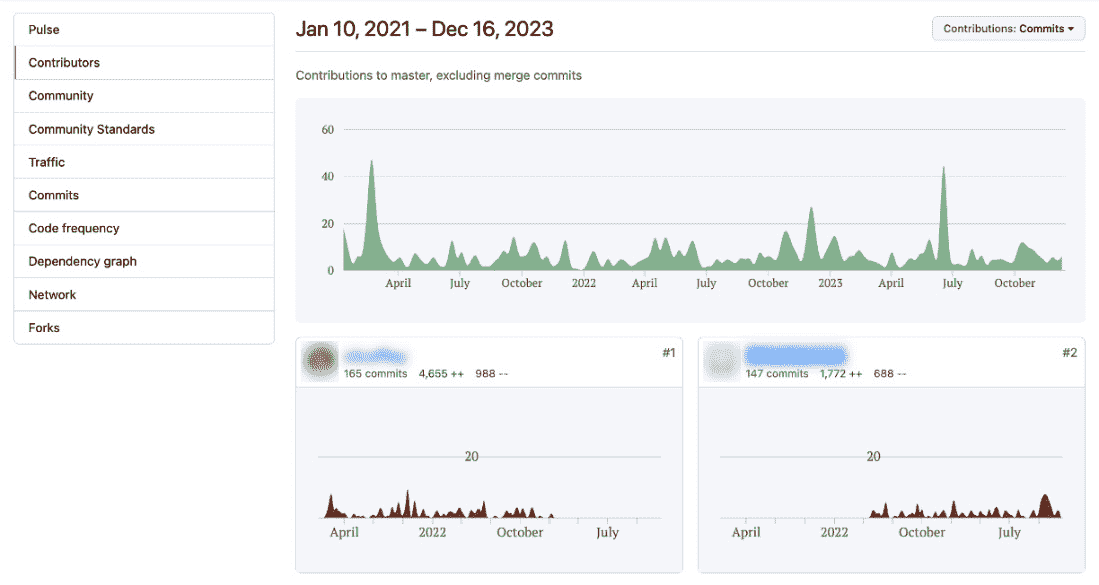 Pulse
Contributors
Community
Community Standards
Traffic
Commits
Code frequency
Dependency graph
Network
Forks
Jan 10, 2021 – Dec 16, 2023
Contributions: Commits
Contributions to master, excluding merge commits
60
40
20
0
April July October 2022 April July October 2023 April July October
#1
165 commits 4,655 ++ 988 --
20
April 2022 October July
#2
147 commits 1,772 ++ 688 --
20
April 2022 October July